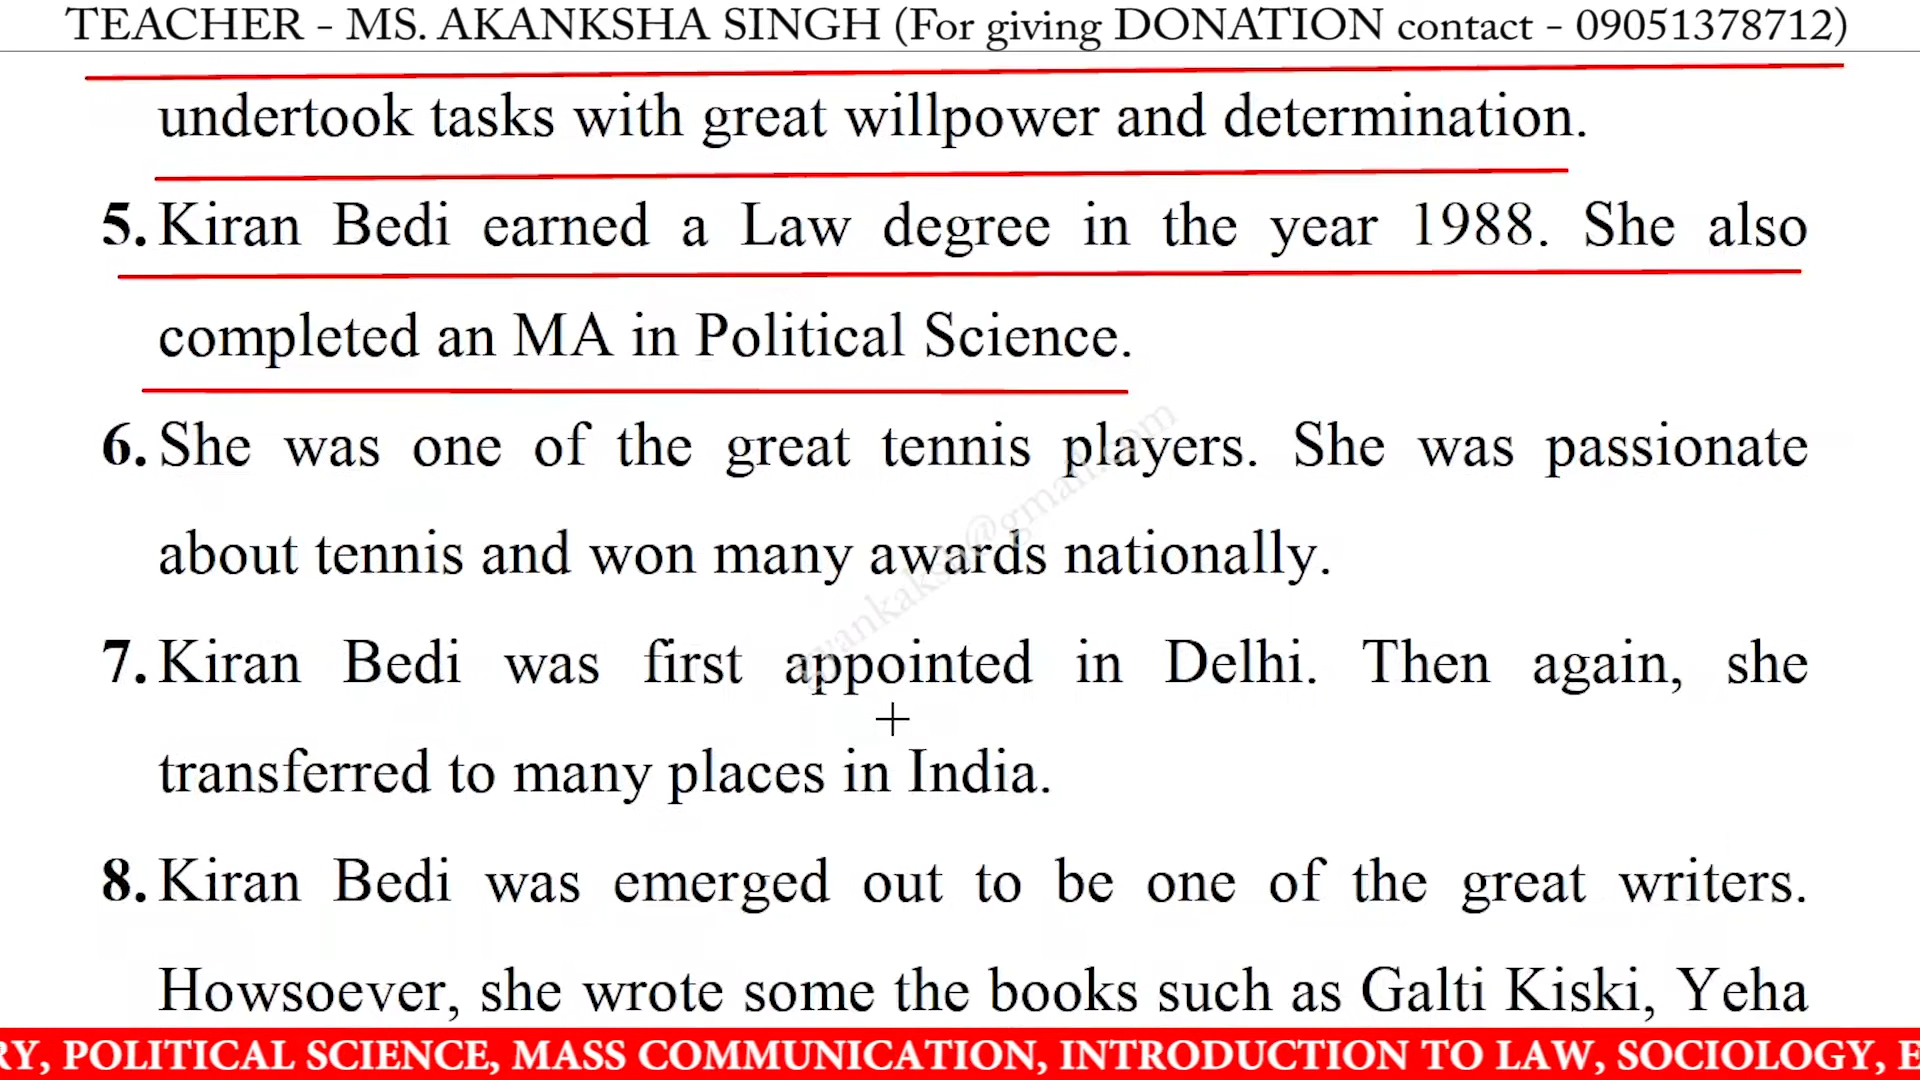 TEACHER - MS. AKANKSHA SINGH (For giving DONATION contact - 09051378712)
undertook tasks with great willpower and determination.
5. Kiran Bedi earned a Law degree in the year 1988. She also
completed an MA in Political Science.
6. She was one of the great tennis players. She was passionate
about tennis and won many awards nationally.
7. Kiran Bedi was first appointed in Delhi. Then again, she
transferred to many places in India.
8. Kiran Bedi was emerged out to be one of the great writers.
Howsoever, she wrote some the books such as Galti Kiski, Yeha
RY, POLITICAL SCIENCE, MASS COMMUNICATION, INTRODUCTION TO LAW, SOCIOLOGY, E